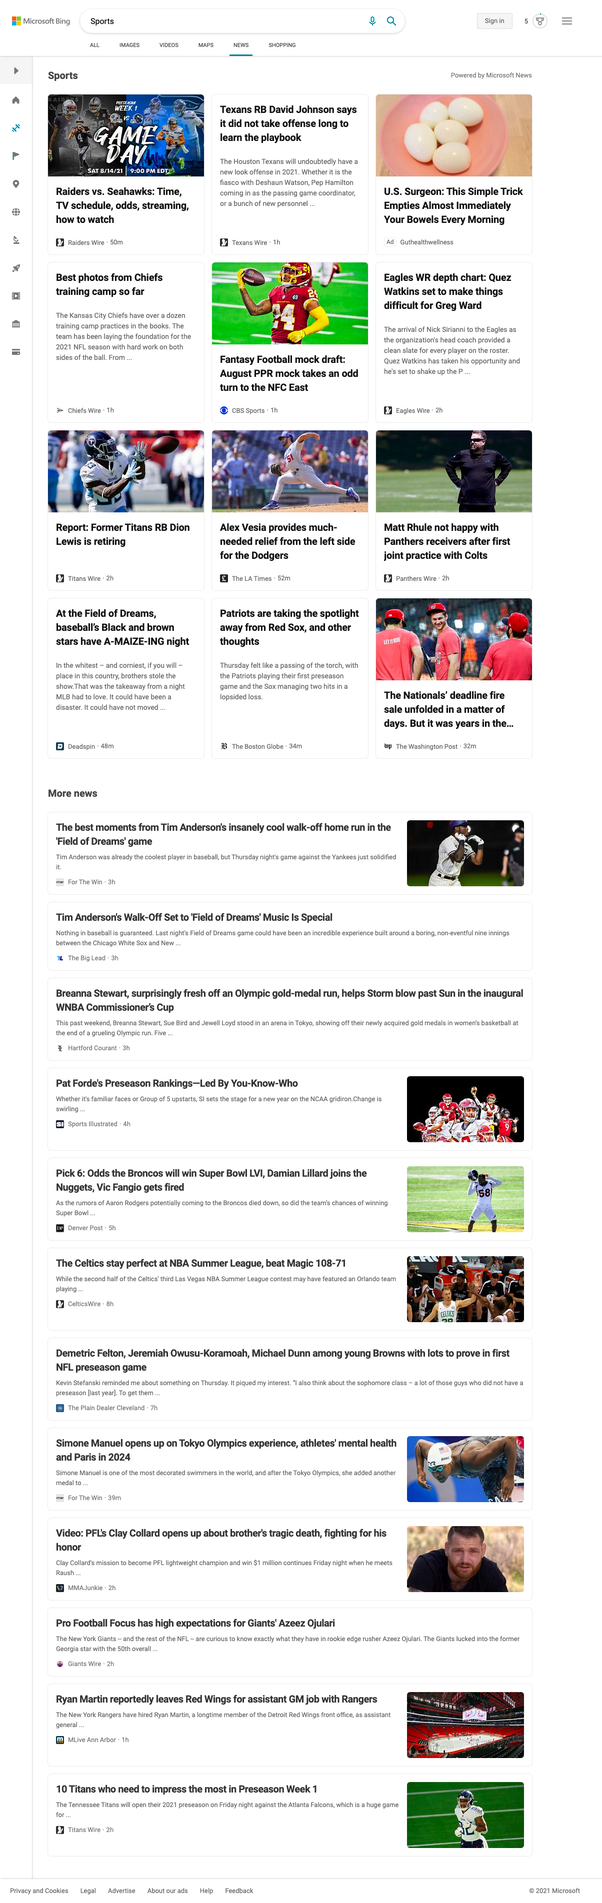 Microsoft Bing
Sports
Sign in
5
ALL
IMAGES
VIDEOS
MAPS
NEWS
SHOPPING
Sports
Powered by Microsoft News
PRESEASON
WEEK 1
VS
GAME
DAY
SAT 8/14/21 9:00 PM EDT
Raiders vs. Seahawks: Time,
TV schedule, odds, streaming,
how to watch
Raiders Wire · 50m
Texans RB David Johnson says
it did not take offense long to
learn the playbook
The Houston Texans will undoubtedly have a
new look offense in 2021. Whether it is the
fiasco with Deshaun Watson, Pep Hamilton
coming in as the passing game coordinator,
or a bunch of new personnel ...
Texans Wire · 1h
U.S. Surgeon: This Simple Trick
Empties Almost Immediately
Your Bowels Every Morning
Ad Guthealthwellness
Best photos from Chiefs
training camp so far
The Kansas City Chiefs have over a dozen
training camp practices in the books. The
team has been laying the foundation for the
2021 NFL season with hard work on both
sides of the ball. From ...
Chiefs Wire · 1h
24
Fantasy Football mock draft:
August PPR mock takes an odd
turn to the NFC East
CBS Sports · 1h
Eagles WR depth chart: Quez
Watkins set to make things
difficult for Greg Ward
The arrival of Nick Sirianni to the Eagles as
the organization's head coach provided a
clean slate for every player on the roster.
Quez Watkins has taken his opportunity and
he's set to shake up the P ...
Eagles Wire · 2h
Report: Former Titans RB Dion
Lewis is retiring
Titans Wire · 2h
51
Alex Vesia provides much-
needed relief from the left side
for the Dodgers
The LA Times · 52m
Matt Rhule not happy with
Panthers receivers after first
joint practice with Colts
Panthers Wire · 2h
At the Field of Dreams,
baseball's Black and brown
stars have A-MAIZE-ING night
In the whitest – and corniest, if you will –
place in this country, brothers stole the
show.That was the takeaway from a night
MLB had to love. It could have been a
disaster. It could have not moved ...
Deadspin · 48m
Patriots are taking the spotlight
away from Red Sox, and other
thoughts
Thursday felt like a passing of the torch, with
the Patriots playing their first preseason
game and the Sox managing two hits in a
lopsided loss.
The Boston Globe · 34m
The Nationals' deadline fire
sale unfolded in a matter of
days. But it was years in the...
The Washington Post · 32m
More news
The best moments from Tim Anderson's insanely cool walk-off home run in the
'Field of Dreams' game
Tim Anderson was already the coolest player in baseball, but Thursday night's game against the Yankees just solidified
it.
For The Win · 3h
Tim Anderson's Walk-Off Set to 'Field of Dreams' Music Is Special
Nothing in baseball is guaranteed. Last night's Field of Dreams game could have been an incredible experience built around a boring, non-eventful nine innings
between the Chicago White Sox and New ...
The Big Lead · 3h
Breanna Stewart, surprisingly fresh off an Olympic gold-medal run, helps Storm blow past Sun in the inaugural
WNBA Commissioner's Cup
This past weekend, Breanna Stewart, Sue Bird and Jewell Loyd stood in an arena in Tokyo, showing off their newly acquired gold medals in women's basketball at
the end of a grueling Olympic run. Five ...
Hartford Courant · 3h
Pat Forde's Preseason Rankings—Led By You-Know-Who
Whether it's familiar faces or Group of 5 upstarts, SI sets the stage for a new year on the NCAA gridiron.Change is
swirling ...
Sports Illustrated · 4h
Pick 6: Odds the Broncos will win Super Bowl LVI, Damian Lillard joins the
Nuggets, Vic Fangio gets fired
As the rumors of Aaron Rodgers potentially coming to the Broncos died down, so did the team's chances of winning
Super Bowl ...
Denver Post · 5h
58
The Celtics stay perfect at NBA Summer League, beat Magic 108-71
While the second half of the Celtics' third Las Vegas NBA Summer League contest may have featured an Orlando team
playing ...
CelticsWire · 8h
Demetric Felton, Jeremiah Owusu-Koramoah, Michael Dunn among young Browns with lots to prove in first
NFL preseason game
Kevin Stefanski reminded me about something on Thursday. It piqued my interest. "I also think about the sophomore class – a lot of those guys who did not have a
preseason [last year]. To get them ...
The Plain Dealer Cleveland · 7h
Simone Manuel opens up on Tokyo Olympics experience, athletes' mental health
and Paris in 2024
Simone Manuel is one of the most decorated swimmers in the world, and after the Tokyo Olympics, she added another
medal to ...
For The Win · 39m
Video: PFL's Clay Collard opens up about brother's tragic death, fighting for his
honor
Clay Collard's mission to become PFL lightweight champion and win $1 million continues Friday night when he meets
Raush ...
MMAJunkie · 2h
Pro Football Focus has high expectations for Giants' Azeez Ojulari
The New York Giants -- and the rest of the NFL -- are curious to know exactly what they have in rookie edge rusher Azeez Ojulari. The Giants lucked into the former
Georgia star with the 50th overall ...
Giants Wire · 2h
Ryan Martin reportedly leaves Red Wings for assistant GM job with Rangers
The New York Rangers have hired Ryan Martin, a longtime member of the Detroit Red Wings front office, as assistant
general ...
MLive Ann Arbor · 1h
10 Titans who need to impress the most in Preseason Week 1
The Tennessee Titans will open their 2021 preseason on Friday night against the Atlanta Falcons, which is a huge game
for ...
Titans Wire · 2h
Privacy and Cookies
Legal
Advertise
About our ads
Help
Feedback
© 2021 Microsoft